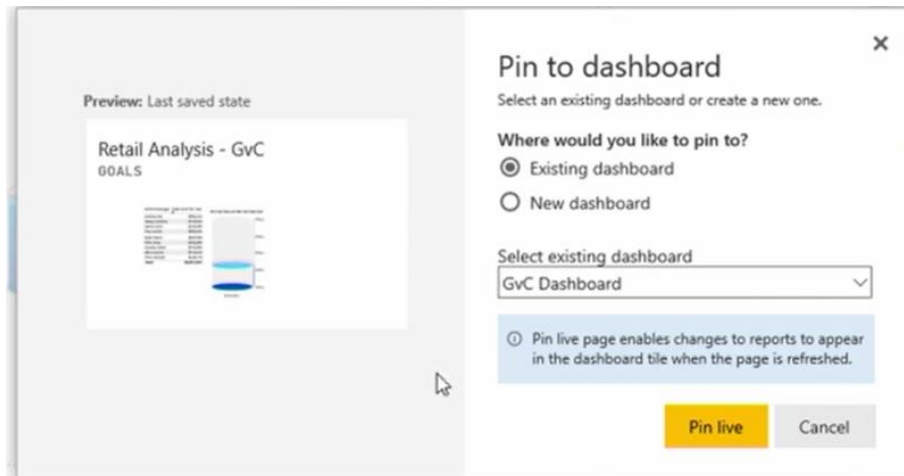 Preview: Last saved state
Retail Analysis - GvC
GOALS
Pin to dashboard
Select an existing dashboard or create a new one.
Where would you like to pin to?
Existing dashboard
New dashboard
Select existing dashboard
GvC Dashboard
Pin live page enables changes to reports to appear
in the dashboard tile when the page is refreshed.
Pin live
Cancel